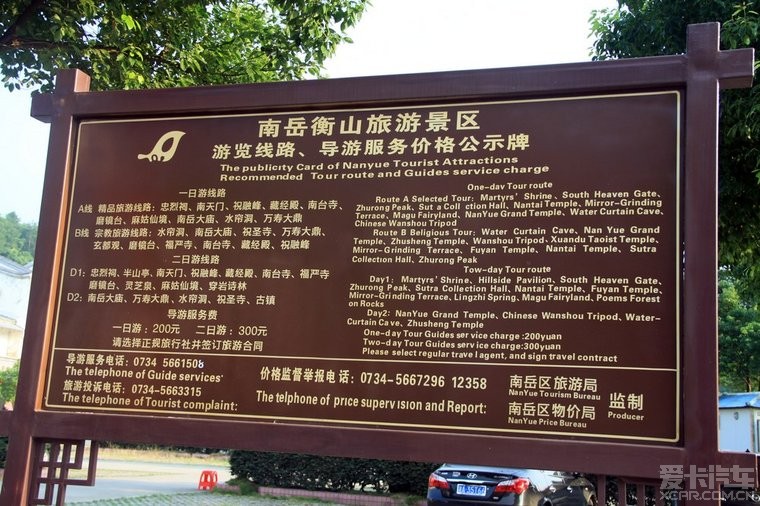 南岳衡山旅游景区
游览线路、导游服务价格公示牌
The publicity Card of Nanyue Tourist Attractions
Recommended Tour route and Guides service charge
一日游线路
A线 精品旅游线路：忠烈祠、南天门、祝融峰、藏经殿、南台寺、
磨镜台、麻姑仙境、南岳大庙、水帘洞、万寿大鼎
B线 宗教旅游线路：水帘洞、南岳大庙、祝圣寺、万寿大鼎、
玄都观、磨镜台、福严寺、南台寺、藏经殿、祝融峰
二日游线路
D1：忠烈祠、半山亭、南天门、祝融峰、藏经殿、南台寺、福严寺
磨镜台、灵芝泉、麻姑仙境、穿岩诗林
D2：南岳大庙、万寿大鼎、水帘洞、祝圣寺、古镇
导游服务费
一日游：200元 二日游：300元
请选择正规旅行社并签订旅游合同
One-day Tour route
Route A Selected Tour: Martyrs' Shrine, South Heaven Gate,
Zhurong Peak, Sut a Coll ection Hall, Nantai Temple, Mirror-Grinding
Terrace, Magu Fairyland, NanYue Grand Temple, Water Curtain Cave,
Chinese Wanshou Tripod
Route B Beligious Tour: Water Curtain Cave, Nan Yue Grand
Temple, Zhusheng Temple, Wanshou Tripod, Xuandu Taoist Temple,
Mirror-Grinding Terrace, Fuyan Temple, Nantai Temple, Sutra
Collection Hall, Zhurong Peak
Tow-day Tour route
Day1: Martyrs' Shrine, Hillside Pavilion, South Heaven Gate,
Zhurong Peak, Sutra Collection Hall, Nantai Temple, Fuyan Temple,
Mirror-Grinding Terrace, Lingzhi Spring, Magu Fairyland, Poems Forest
on Rocks
Day2: NanYue Grand Temple, Chinese Wanshou Tripod, Water-
Curtain Cave, Zhusheng Temple
One-day Tour Guides service charge :200yuan
Two-day Tour Guides service charge:300yuan
Please select regular travel agent, and sign travel contract
导游服务电话：0734 5661508
The telephone of Guide services:
旅游投诉电话：0734-5663315
The telephone of Tourist complaint:
价格监督举报电话：0734-5667296 12358
The telphone of price supervision and Report:
南岳区旅游局
NanYue Tourism Bureau
南岳区物价局
NanYue Price Bureau
监制
Producer
爱卡汽车
XCAR.COM.CN